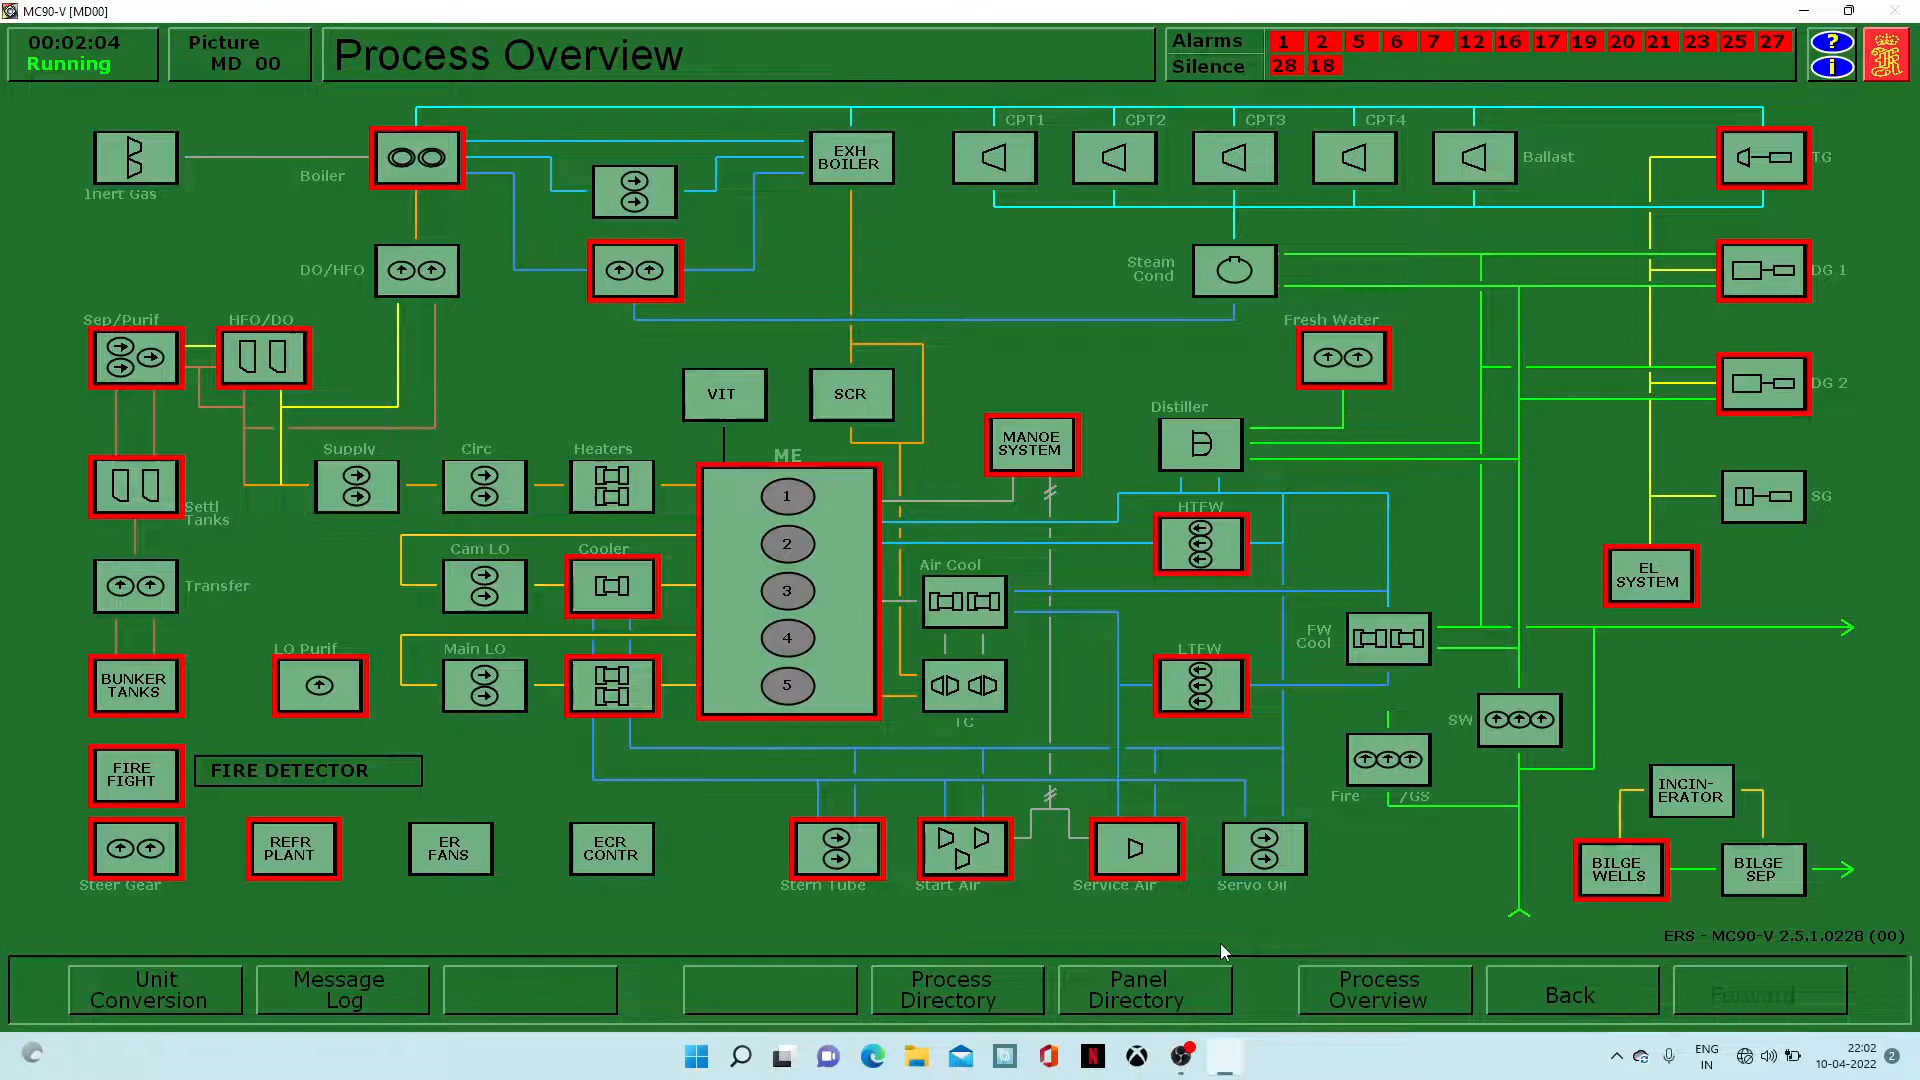 MC90-V [MD00]
00:02:04
Running
Picture
MD 00
Process Overview
Alarms
1 2 5 6 7 12 16 17 19 20 21 23 25 27
Silence
28 18
?
i
CPT1
CPT2
CPT3
CPT4
Inert Gas
Boiler
EXH
BOILER
Ballast
TG
DO/HFO
Steam
Cond
DG 1
Sep/Purif
HFO/DO
Fresh Water
VIT
SCR
DG 2
Distiller
MANOE
SYSTEM
Supply
Circ
Heaters
ME
1
2
3
4
5
Settl
Tanks
HTFW
SG
Cam LO
Cooler
Air Cool
Transfer
EL
SYSTEM
FW
Cool
LO Purif
Main LO
LTFW
BUNKER
TANKS
TC
SW
FIRE
FIGHT
FIRE DETECTOR
Fire /GS
INCIN-
ERATOR
REFR
PLANT
ER
FANS
ECR
CONTR
BILGE
WELLS
BILGE
SEP
Steer Gear
Stern Tube
Start Air
Service Air
Servo Oil
ERS - MC90-V 2.5.1.0228 (00)
Unit
Conversion
Message
Log
Process
Directory
Panel
Directory
Process
Overview
Back
Forward
ENG
IN
22:02
10-04-2022
2